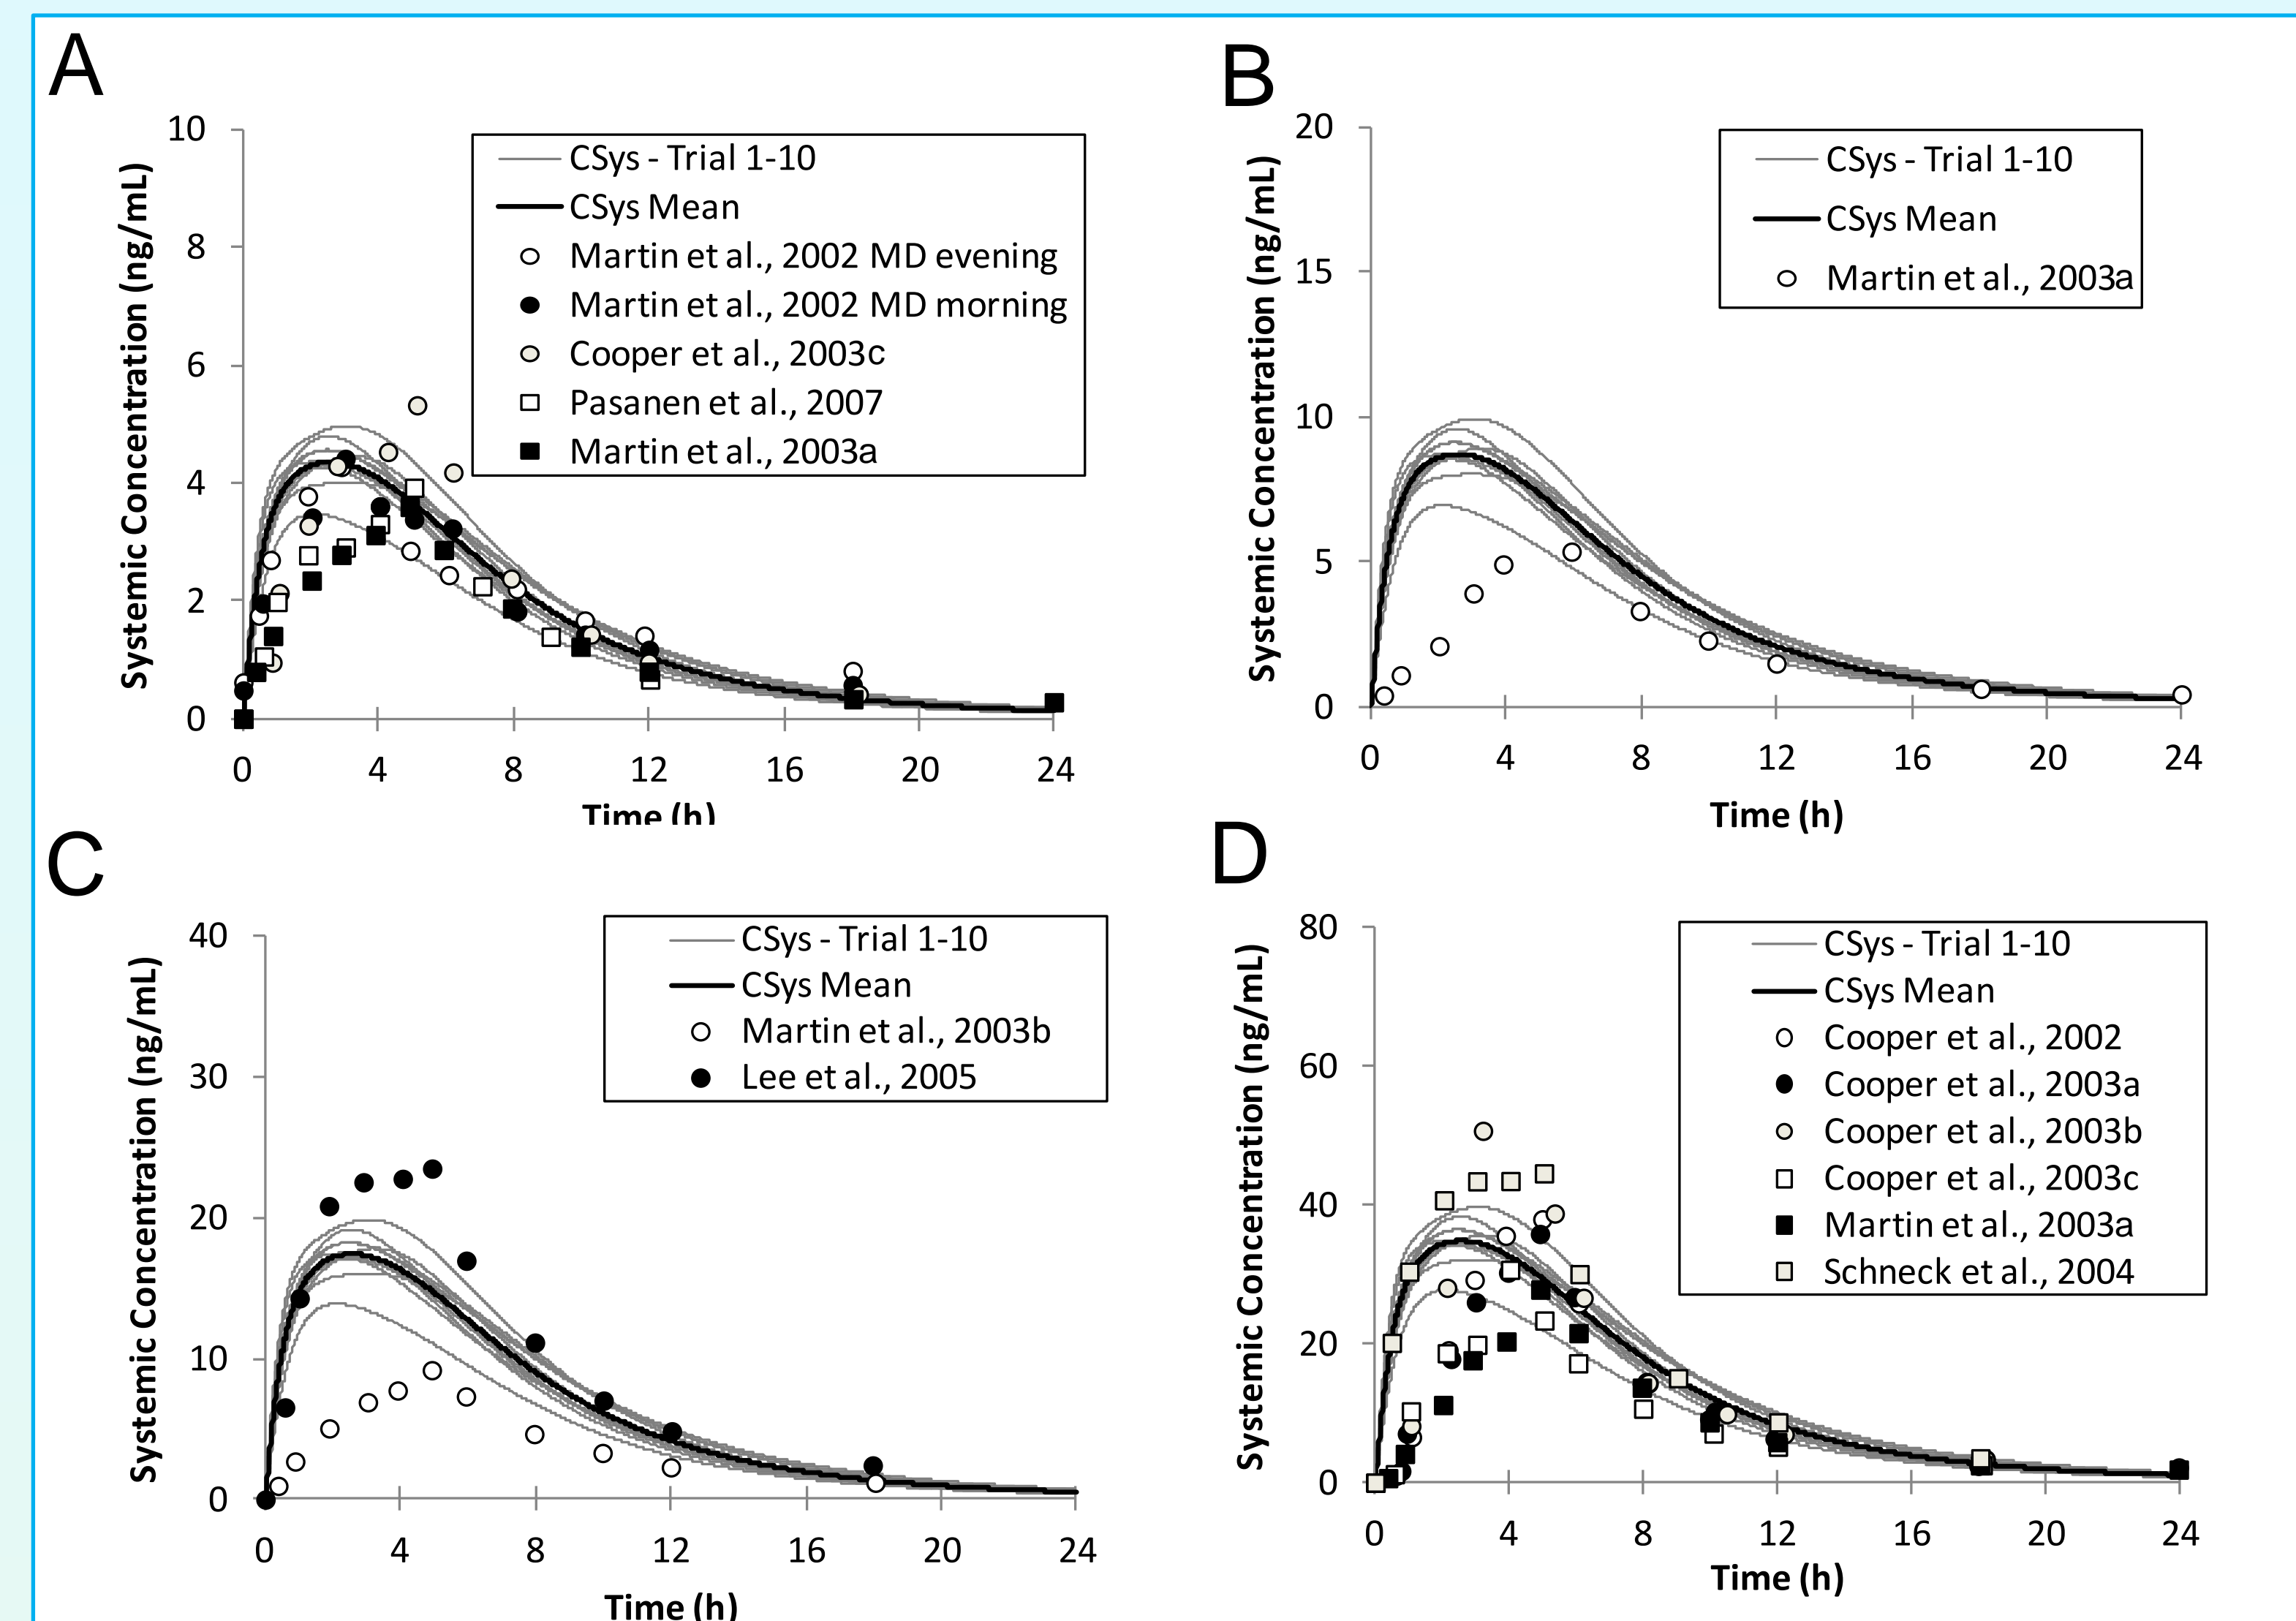 A
Systemic Concentration (ng/mL)
10
8
6
4
2
0
0 4 8 12 16 20 24
Time (h)
CSys - Trial 1-10
CSys Mean
Martin et al., 2002 MD evening
Martin et al., 2002 MD morning
Cooper et al., 2003c
Pasanen et al., 2007
Martin et al., 2003a
B
Systemic Concentration (ng/mL)
20
15
10
5
0
0 4 8 12 16 20 24
Time (h)
CSys - Trial 1-10
CSys Mean
Martin et al., 2003a
C
Systemic Concentration (ng/mL)
40
30
20
10
0
0 4 8 12 16 20 24
Time (h)
CSys - Trial 1-10
CSys Mean
Martin et al., 2003b
Lee et al., 2005
D
Systemic Concentration (ng/mL)
80
60
40
20
0
0 4 8 12 16 20 24
Time (h)
CSys - Trial 1-10
CSys Mean
Cooper et al., 2002
Cooper et al., 2003a
Cooper et al., 2003b
Cooper et al., 2003c
Martin et al., 2003a
Schneck et al., 2004